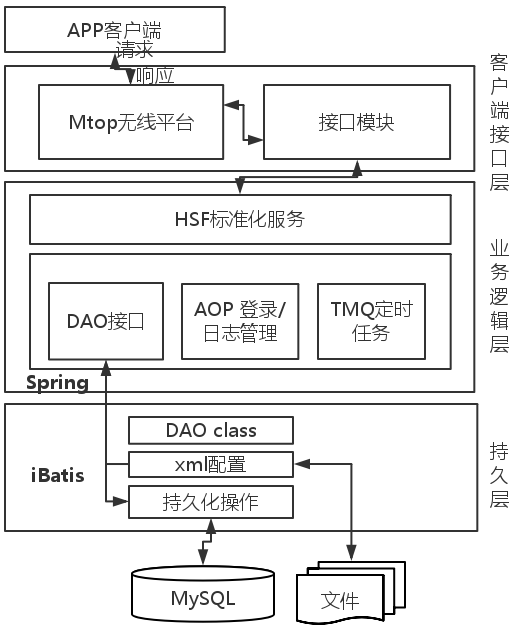 APP客户端
请求
响应
Mtop无线平台
接口模块
客户端接口层
HSF标准化服务
DAO接口
AOP 登录/
日志管理
TMQ定时
任务
业务逻辑层
Spring
DAO class
iBatis
xml配置
持久化操作
持久层
MySQL
文件